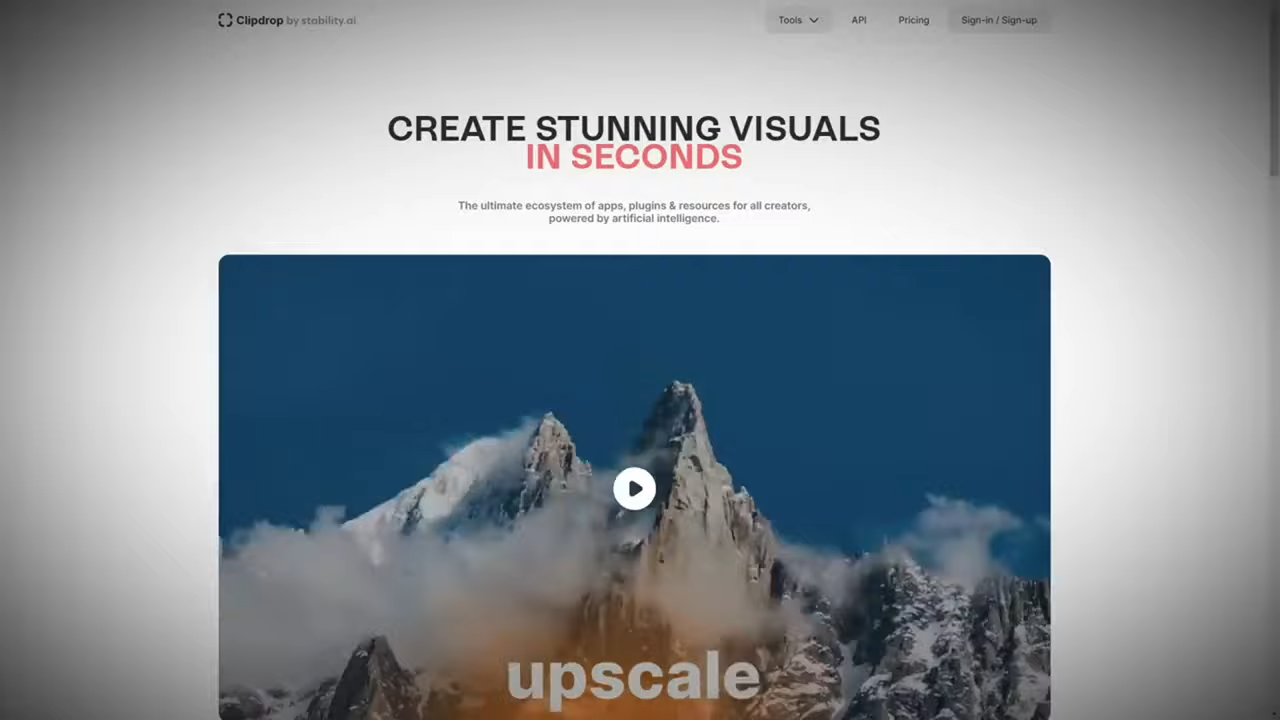 Clipdrop by stability.ai
Tools
API
Pricing
Sign-in / Sign-up
CREATE STUNNING VISUALS
IN SECONDS
The ultimate ecosystem of apps, plugins & resources for all creators,
powered by artificial intelligence.
upscale